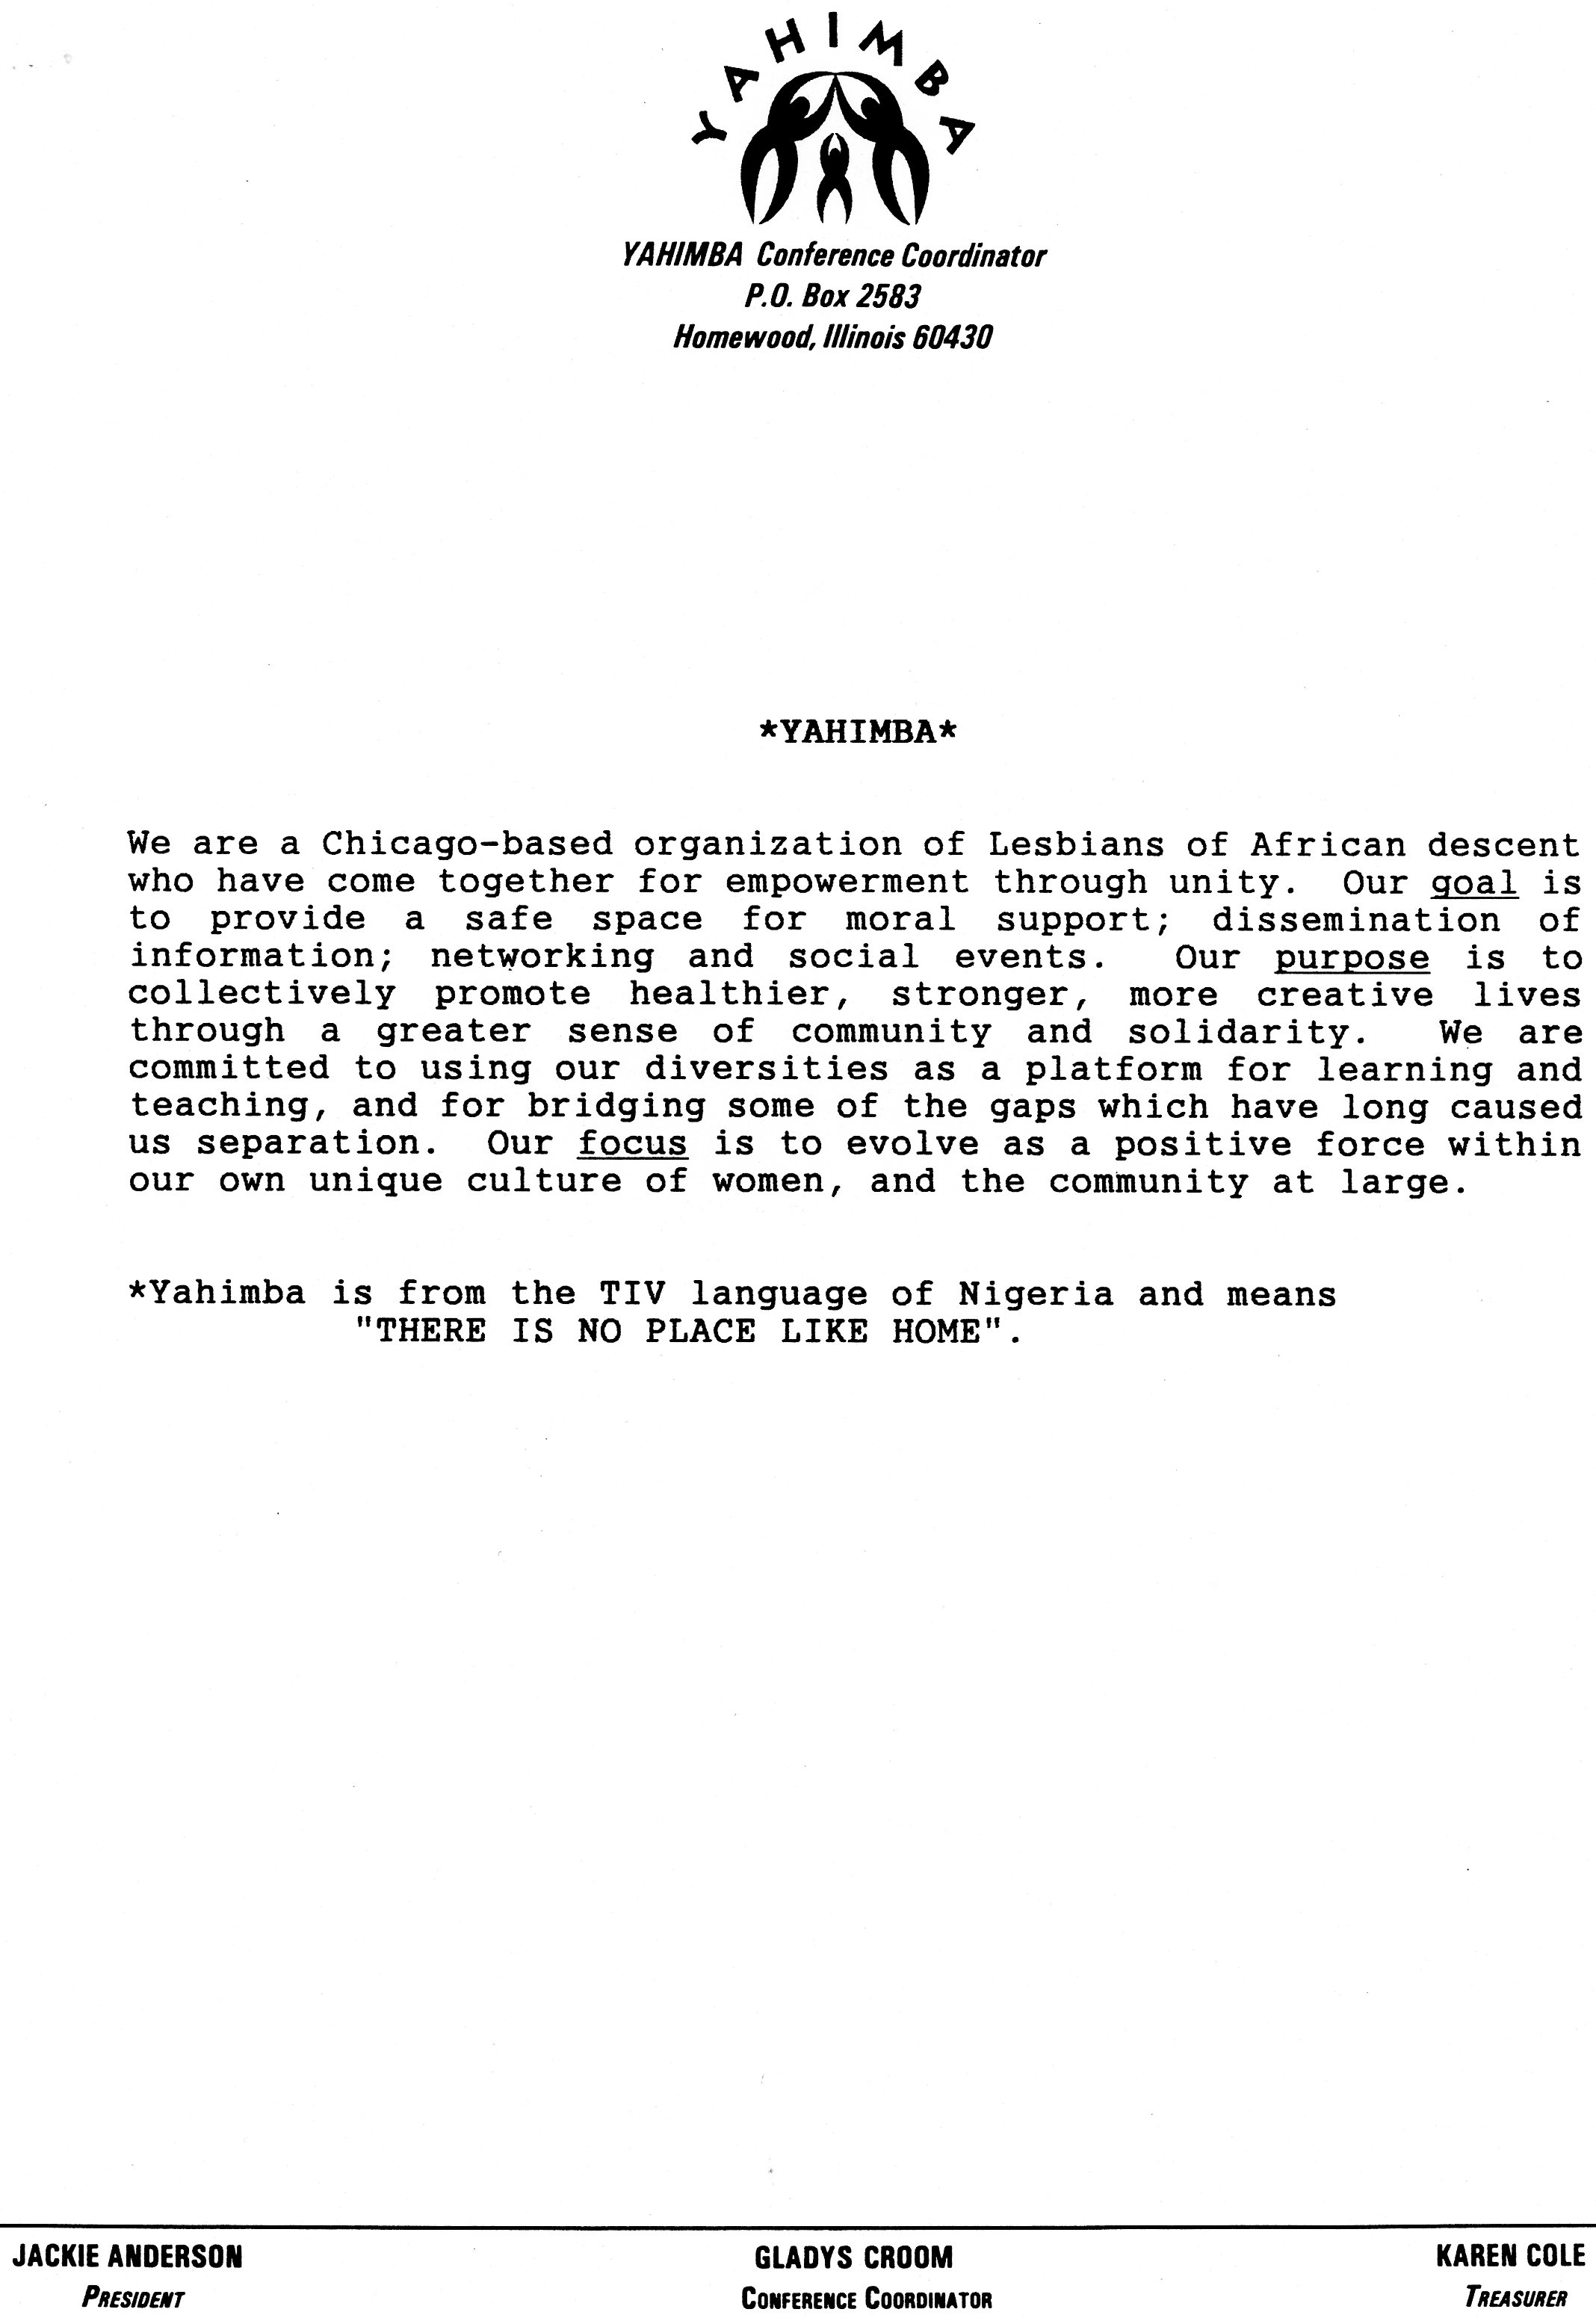 YAHIMBA
YAHIMBA Conference Coordinator
P.O. Box 2583
Homewood, Illinois 60430
*YAHIMBA*
We are a Chicago-based organization of Lesbians of African descent
who have come together for empowerment through unity. Our goal is
to provide a safe space for moral support; dissemination of
information; networking and social events. Our purpose is to
collectively promote healthier, stronger, more creative lives
through a greater sense of community and solidarity. We are
committed to using our diversities as a platform for learning and
teaching, and for bridging some of the gaps which have long caused
us separation. Our focus is to evolve as a positive force within
our own unique culture of women, and the community at large.
*Yahimba is from the TIV language of Nigeria and means
"THERE IS NO PLACE LIKE HOME".
JACKIE ANDERSON GLADYS CROOM KAREN COLE
PRESIDENT CONFERENCE COORDINATOR TREASURER